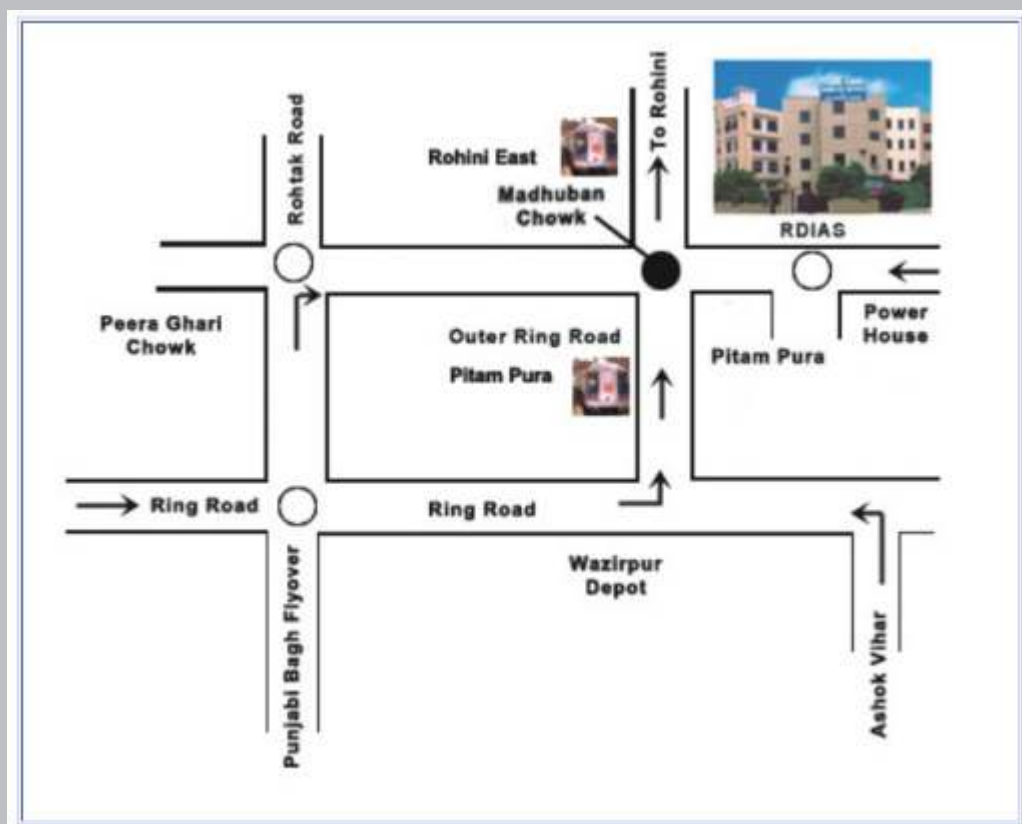 To Rohini
Rohtak Road
Rohini East
Madhuban
Chowk
RDIAS
Peera Ghari
Chowk
Outer Ring Road
Pitam Pura
Pitam Pura
Power
House
Ring Road
Ring Road
Wazirpur
Depot
Punjabi Bagh Flyover
Ashok Vihar